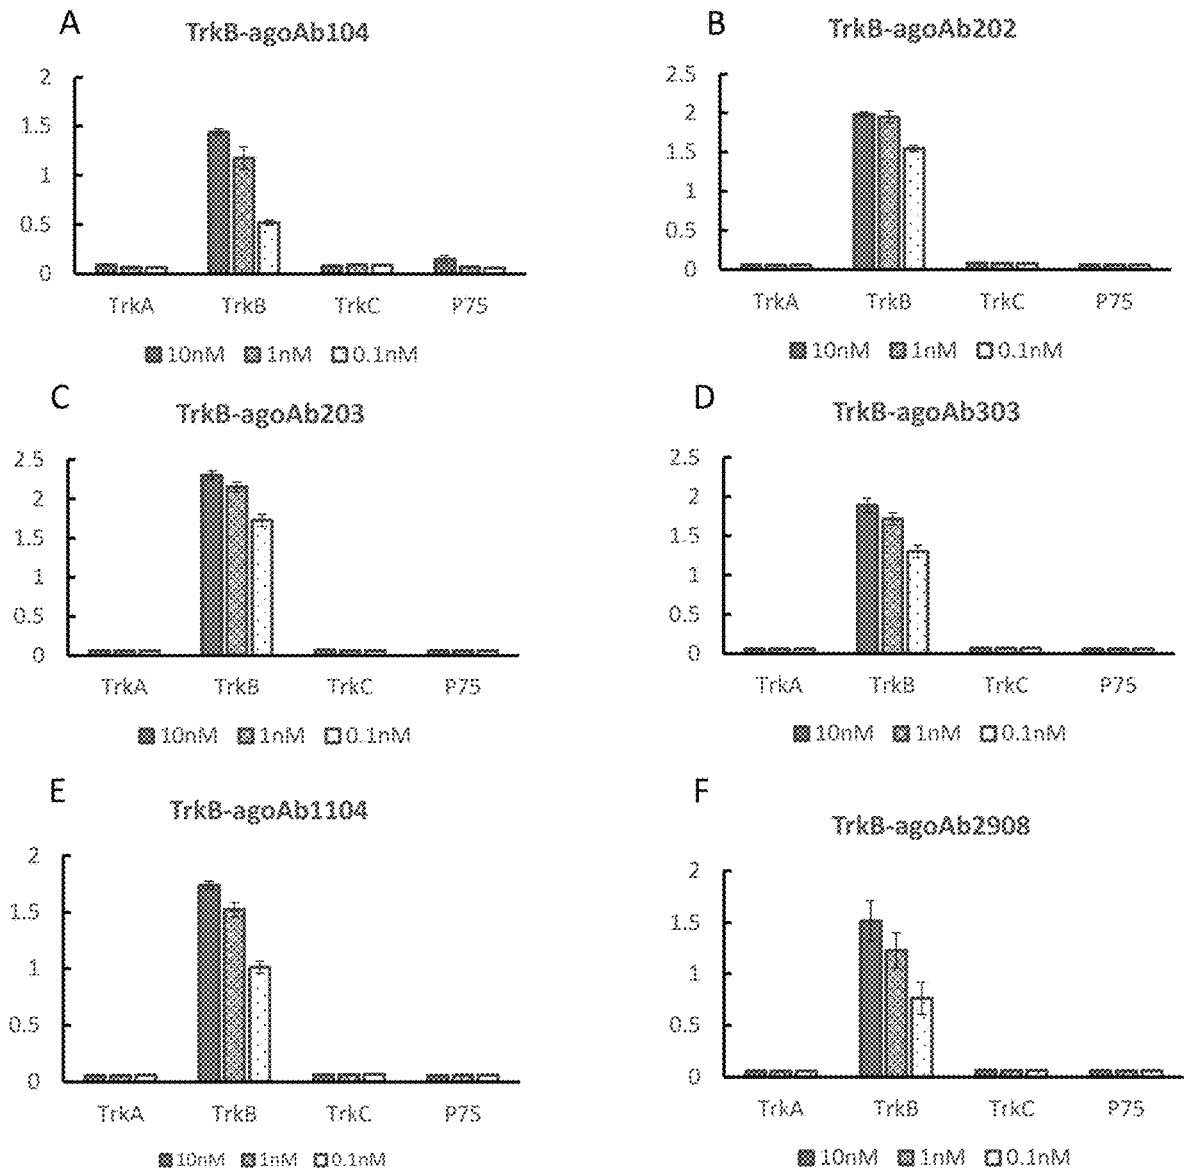 A
TrkB-agoAb104
2
1.5
1
0.5
0
TrkA TrkB TrkC P75
10nM 1nM 0.1nM
B
TrkB-agoAb202
2.5
2
1.5
1
0.5
0
TrkA TrkB TrkC P75
10nM 1nM 0.1nM
C
TrkB-agoAb203
2.5
2
1.5
1
0.5
0
TrkA TrkB TrkC P75
10nM 1nM 0.1nM
D
TrkB-agoAb303
2.5
2
1.5
1
0.5
0
TrkA TrkB TrkC P75
10nM 1nM 0.1nM
E
TrkB-agoAb1104
2
1.5
1
0.5
0
TrkA TrkB TrkC P75
10nM 1nM 0.1nM
F
TrkB-agoAb2908
2
1.5
1
0.5
0
TrkA TrkB TrkC P75
10nM 1nM 0.1nM